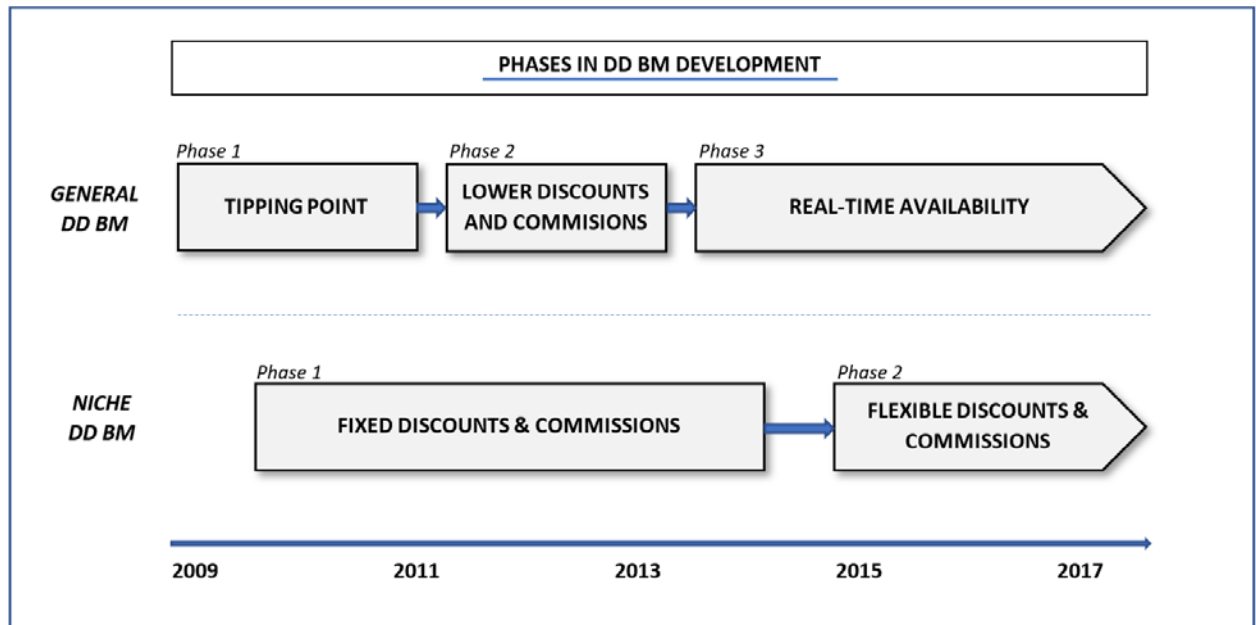 PHASES IN DD BM DEVELOPMENT
Phase 1
Phase 2
Phase 3
GENERAL
DD BM
TIPPING POINT
LOWER DISCOUNTS
AND COMMISIONS
REAL-TIME AVAILABILITY
Phase 1
Phase 2
NICHE
DD BM
FIXED DISCOUNTS & COMMISSIONS
FLEXIBLE DISCOUNTS &
COMMISSIONS
2009
2011
2013
2015
2017